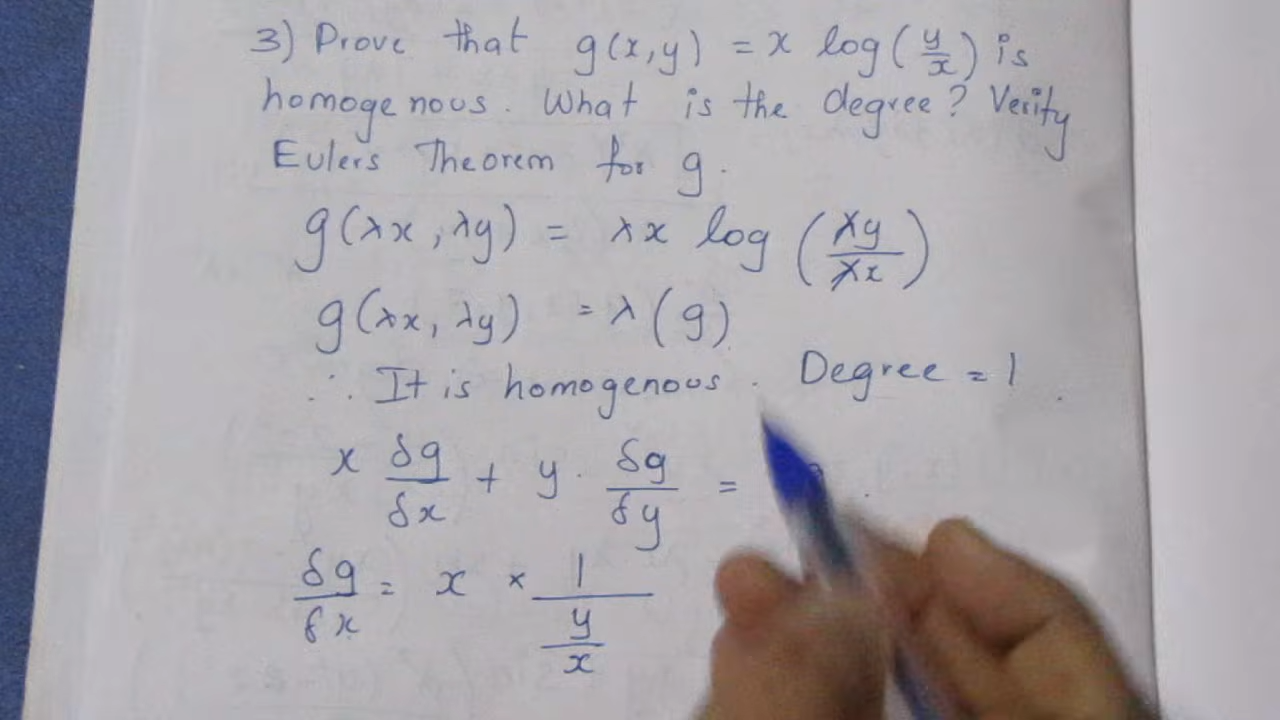 3) Prove that g(x,y) = x log(y/x) is
homogenous. What is the degree? Verify
Eulers Theorem for g.
g(λx, λy) = λx log (λy/λx)
g(λx, λy) = λ(g)
∴ It is homogenous. Degree = 1
x δg/δx + y. δg/δy =
δg/δx = x × 1/(y/x)